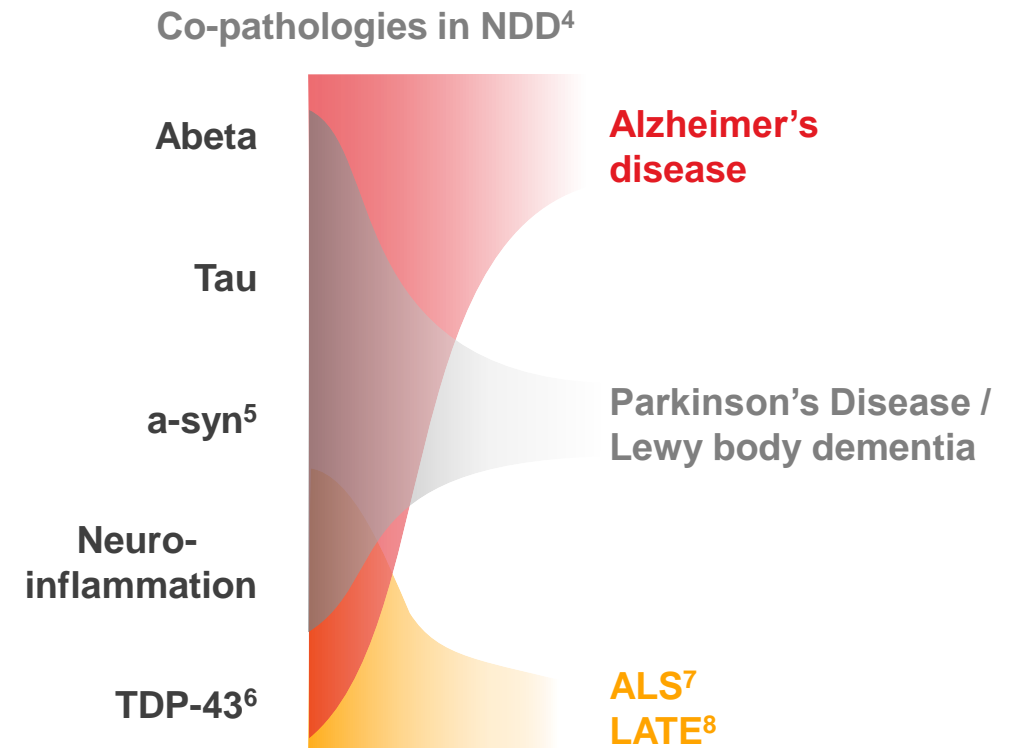 Co-pathologies in NDD⁴
Abeta
Tau
a-syn⁵
Neuro-
inflammation
TDP-43⁶
Alzheimer’s
disease
Parkinson’s Disease /
Lewy body dementia
ALS⁷
LATE⁸